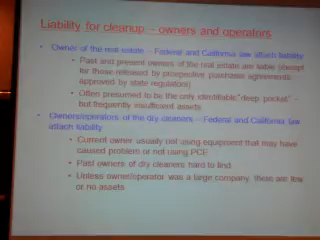 Liability for cleanup – owners and operators
• Owner of the real estate – Federal and California law attach liability
• Past and present owners of the real estate are liable (except
for those released by prospective purchaser agreements
approved by state regulators)
• Often presumed to be the only identifiable "deep pocket" –
but frequently insufficient assets
• Owners/operators of the dry cleaners – Federal and California law
attach liability
• Current owner usually not using equipment that may have
caused problem or not using PCE
• Past owners of dry cleaners hard to find
• Unless owner/operator was a large company, there are few
or no assets